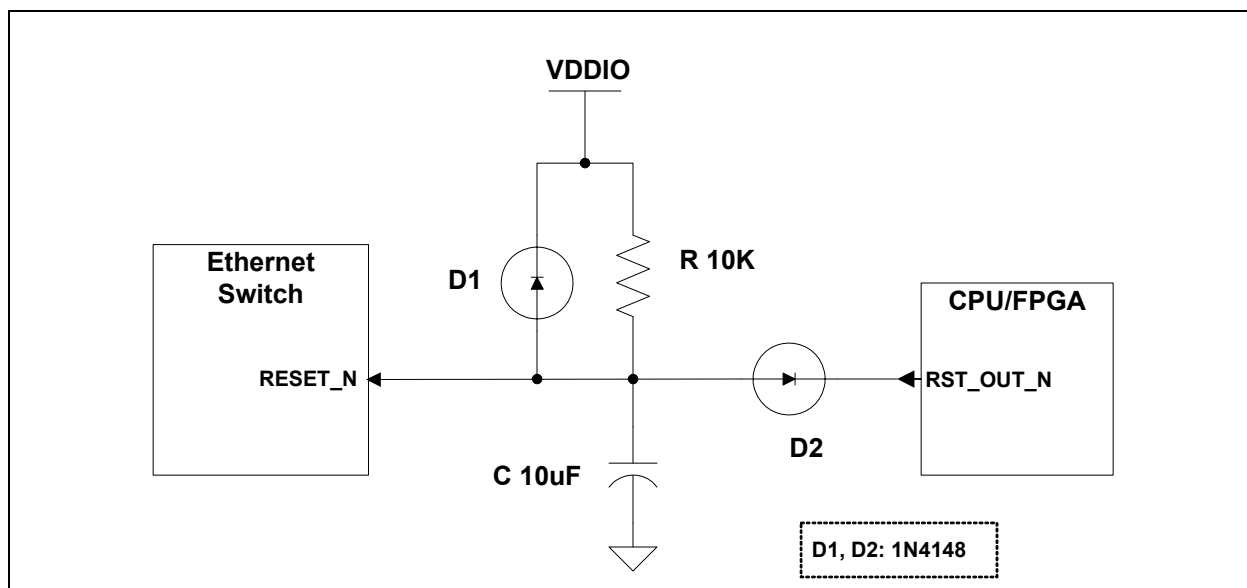 VDDIO
Ethernet
Switch
D1
R 10K
CPU/FPGA
RESET_N
RST_OUT_N
D2
C 10uF
D1, D2: 1N4148